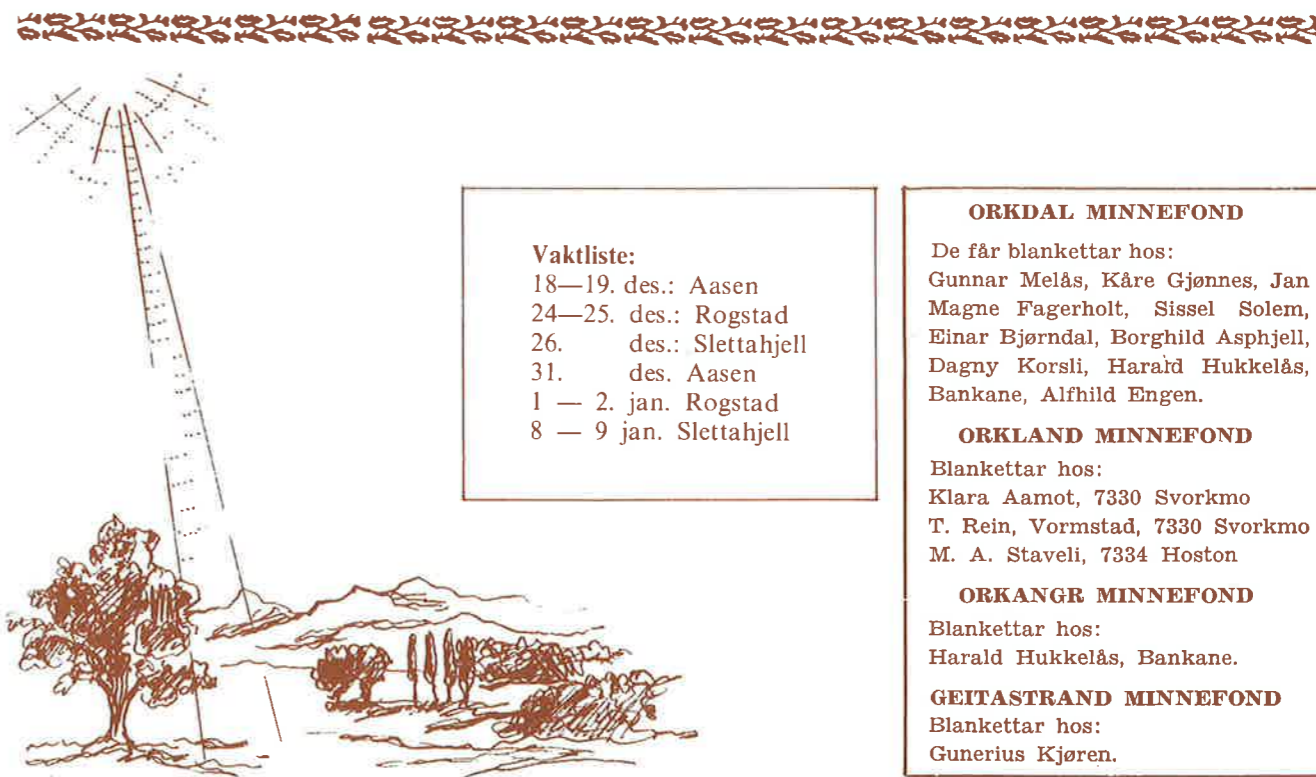 Vaktliste:
18—19. des.: Aasen
24—25. des.: Rogstad
26. des.: Slettahjell
31. des. Aasen
1 — 2. jan. Rogstad
8 — 9 jan. Slettahjell
ORKDAL MINNEFOND
De får blankettar hos:
Gunnar Melås, Kåre Gjønnes, Jan
Magne Fagerholt, Sissel Solem,
Einar Bjørndal, Borghild Asphjell,
Dagny Korsli, Harald Hukkelås,
Bankane, Alfhild Engen.
ORKLAND MINNEFOND
Blankettar hos:
Klara Aamot, 7330 Svorkmo
T. Rein, Vormstad, 7330 Svorkmo
M. A. Staveli, 7334 Hoston
ORKANGR MINNEFOND
Blankettar hos:
Harald Hukkelås, Bankane.
GEITASTRAND MINNEFOND
Blankettar hos:
Gunerius Kjøren.